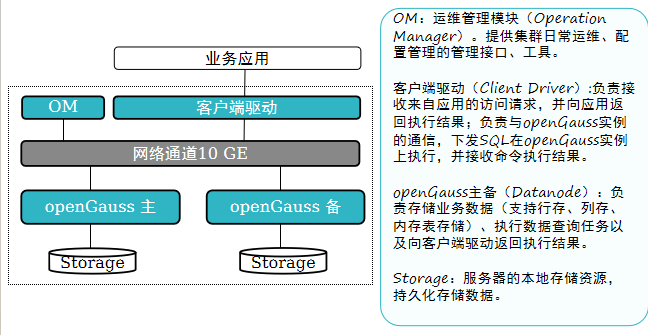 业务应用
OM
客户端驱动
网络通道10 GE
openGauss 主
openGauss 备
Storage
Storage
OM：运维管理模块（Operation
Manager）。提供集群日常运维、配
置管理的管理接口、工具。
客户端驱动（Client Driver）:负责接
收来自应用的访问请求，并向应用返
回执行结果；负责与openGauss实例
的通信，下发SQL在openGauss实例
上执行，并接收命令执行结果。
openGauss主备（Datanode）：负
责存储业务数据（支持行存、列存、
内存表存储）、执行数据查询任务以
及向客户端驱动返回执行结果。
Storage：服务器的本地存储资源，
持久化存储数据。